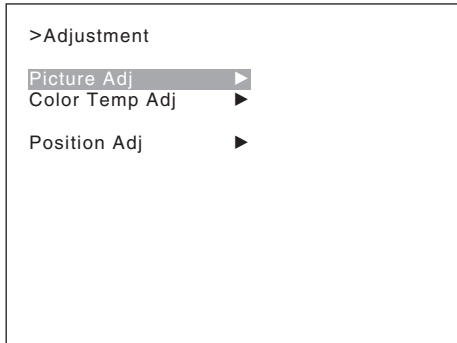 >Adjustment
Picture Adj ▶
Color Temp Adj ▶
Position Adj ▶